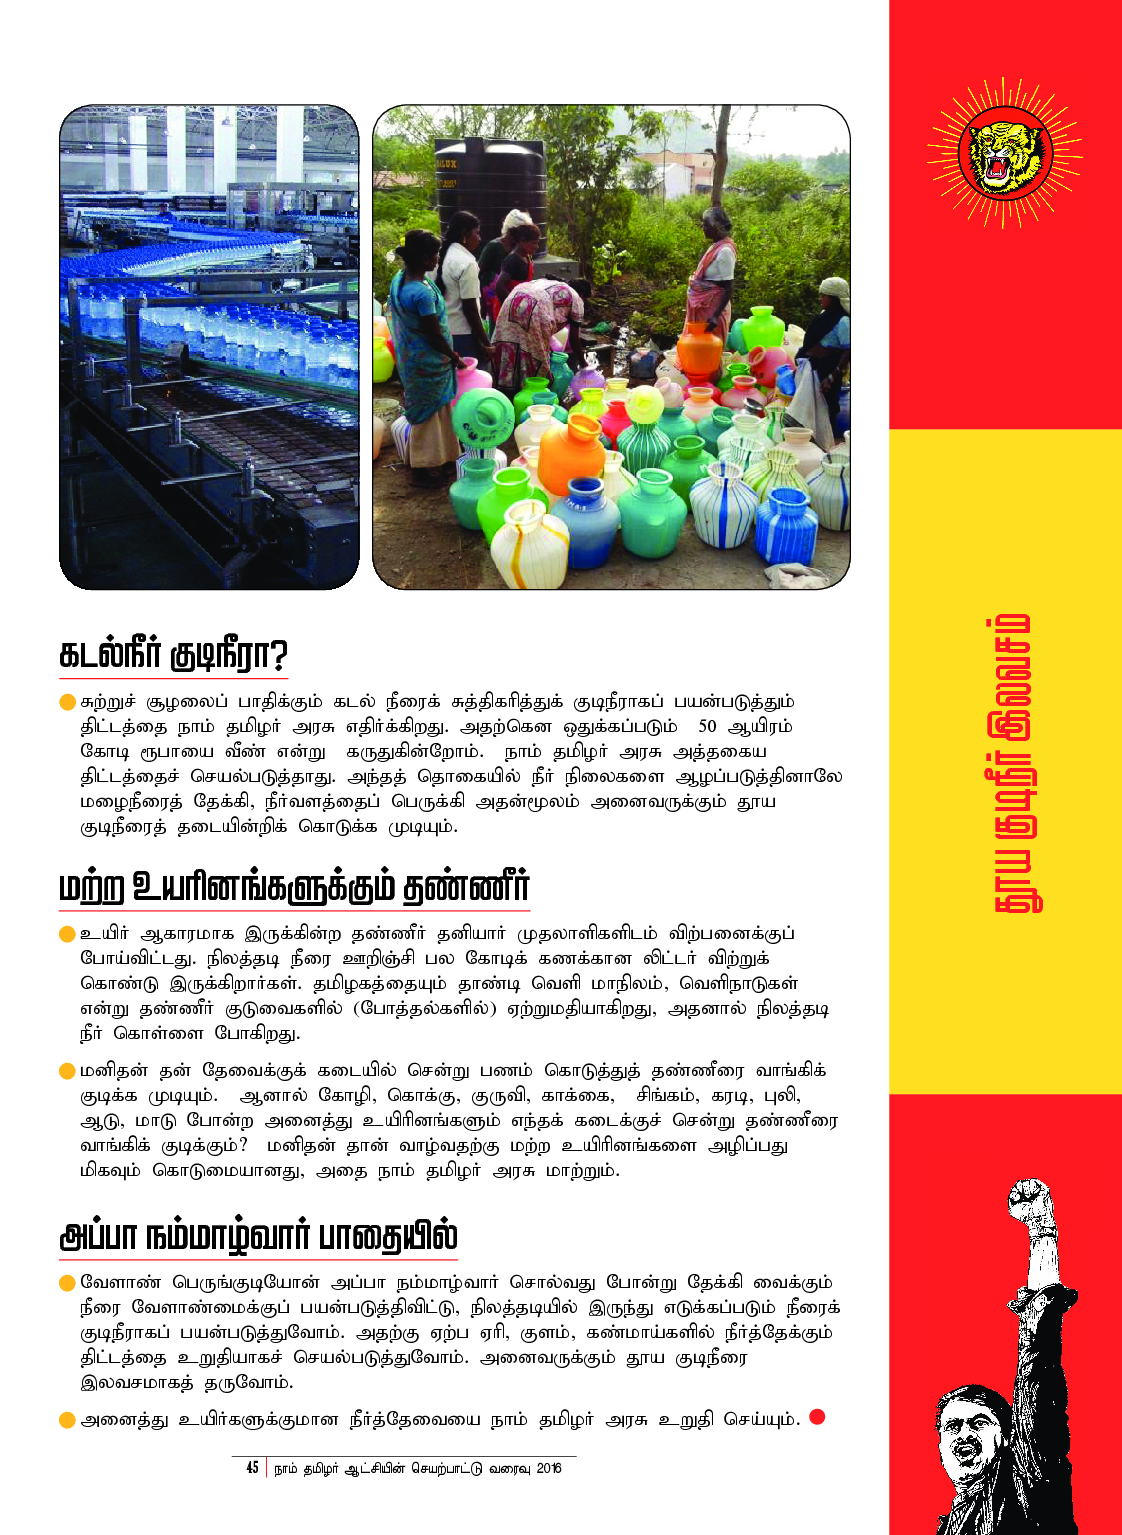 கடல்நீர் குடிநீரா?
சுற்றுச் சூழலைப் பாதிக்கும் கடல் நீரைச் சுத்திகரித்துக் குடிநீராகப் பயன்படுத்தும்
திட்டத்தை நாம் தமிழர் அரசு எதிர்க்கிறது. அதற்கென ஒதுக்கப்படும் 50 ஆயிரம்
கோடி ரூபாயை வீண் என்று கருதுகின்றோம். நாம் தமிழர் அரசு அத்தகைய
திட்டத்தைச் செயல்படுத்தாது. அந்தத் தொகையில் நீர் நிலைகளை ஆழப்படுத்தினாலே
மழைநீரைத் தேக்கி, நீர்வளத்தைப் பெருக்கி அதன்மூலம் அனைவருக்கும் தூய
குடிநீரைத் தடையின்றிக் கொடுக்க முடியும்.
மற்ற உயரினங்களுக்கும் தண்ணீர்
உயிர் ஆகாரமாக இருக்கின்ற தண்ணீர் தனியார் முதலாளிகளிடம் விற்பனைக்குப்
போய்விட்டது. நிலத்தடி நீரை ஊறிஞ்சி பல கோடிக் கணக்கான லிட்டர் விற்றுக்
கொண்டு இருக்கிறார்கள். தமிழகத்தையும் தாண்டி வெளி மாநிலம், வெளிநாடுகள்
என்று தண்ணீர் குடுவைகளில் (போத்தல்களில்) ஏற்றுமதியாகிறது, அதனால் நிலத்தடி
நீர் கொள்ளை போகிறது.
மனிதன் தன் தேவைக்குக் கடையில் சென்று பணம் கொடுத்துத் தண்ணீரை வாங்கிக்
குடிக்க முடியும். ஆனால் கோழி, கொக்கு, குருவி, காக்கை, சிங்கம், கரடி, புலி,
ஆடு, மாடு போன்ற அனைத்து உயிரினங்களும் எந்தக் கடைக்குச் சென்று தண்ணீரை
வாங்கிக் குடிக்கும்? மனிதன் தான் வாழ்வதற்கு மற்ற உயிரினங்களை அழிப்பது
மிகவும் கொடுமையானது, அதை நாம் தமிழர் அரசு மாற்றும்.
அப்பா நம்மாழ்வார் பாதையில்
வேளாண் பெருங்குடியோன் அப்பா நம்மாழ்வார் சொல்வது போன்று தேக்கி வைக்கும்
நீரை வேளாண்மைக்குப் பயன்படுத்திவிட்டு, நிலத்தடியில் இருந்து எடுக்கப்படும் நீரைக்
குடிநீராகப் பயன்படுத்துவோம். அதற்கு ஏற்ப ஏரி, குளம், கண்மாய்களில் நீர்த்தேக்கும்
திட்டத்தை உறுதியாகச் செயல்படுத்துவோம். அனைவருக்கும் தூய குடிநீரை
இலவசமாகத் தருவோம்.
அனைத்து உயிர்களுக்குமான நீர்த்தேவையை நாம் தமிழர் அரசு உறுதி செய்யும்.
45 நாம் தமிழர் ஆட்சியின் செயற்பாட்டு வரைவு 2016
தூய குடிநீர் இலவசம்